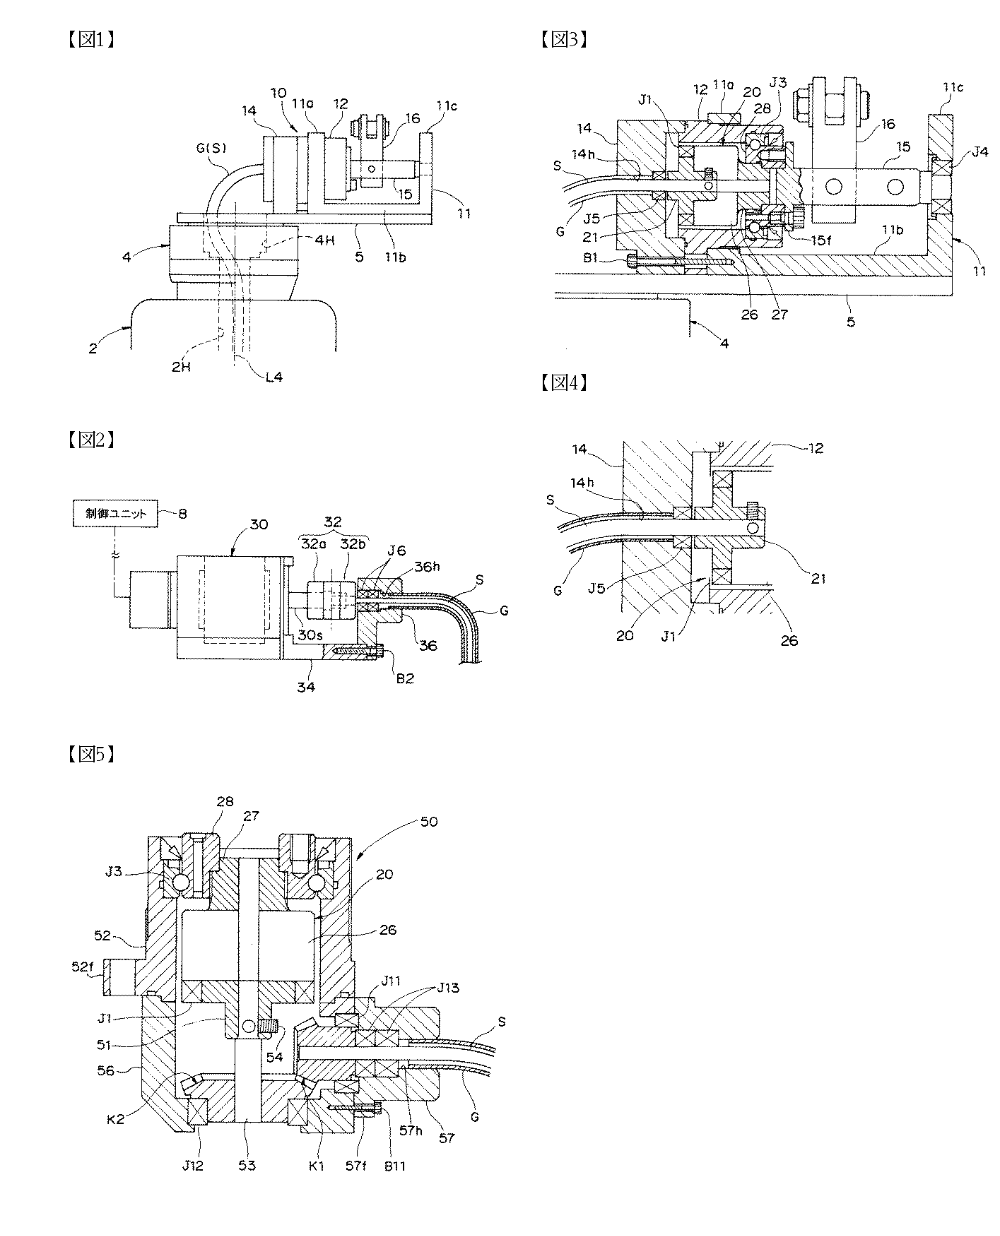 【図1】
10
11a
12
11c
14
16
G(S)
15
11
4H
4
5
11b
2
2H
L4
【図2】
制御ユニット
8
30
32
32a
32b
J6
36h
S
G
30s
36
34
B2
【図3】
12
11a
J3
20
28
J1
11c
14
16
15
J4
14h
S
J5
G
21
15f
11b
B1
11
26
27
5
4
【図4】
14
12
14h
S
G
J5
21
20
J1
26
【図5】
28
27
50
J3
20
26
52
52f
J11
J13
J1
51
54
S
56
K2
G
57h
57
J12
53
K1
57f
B11